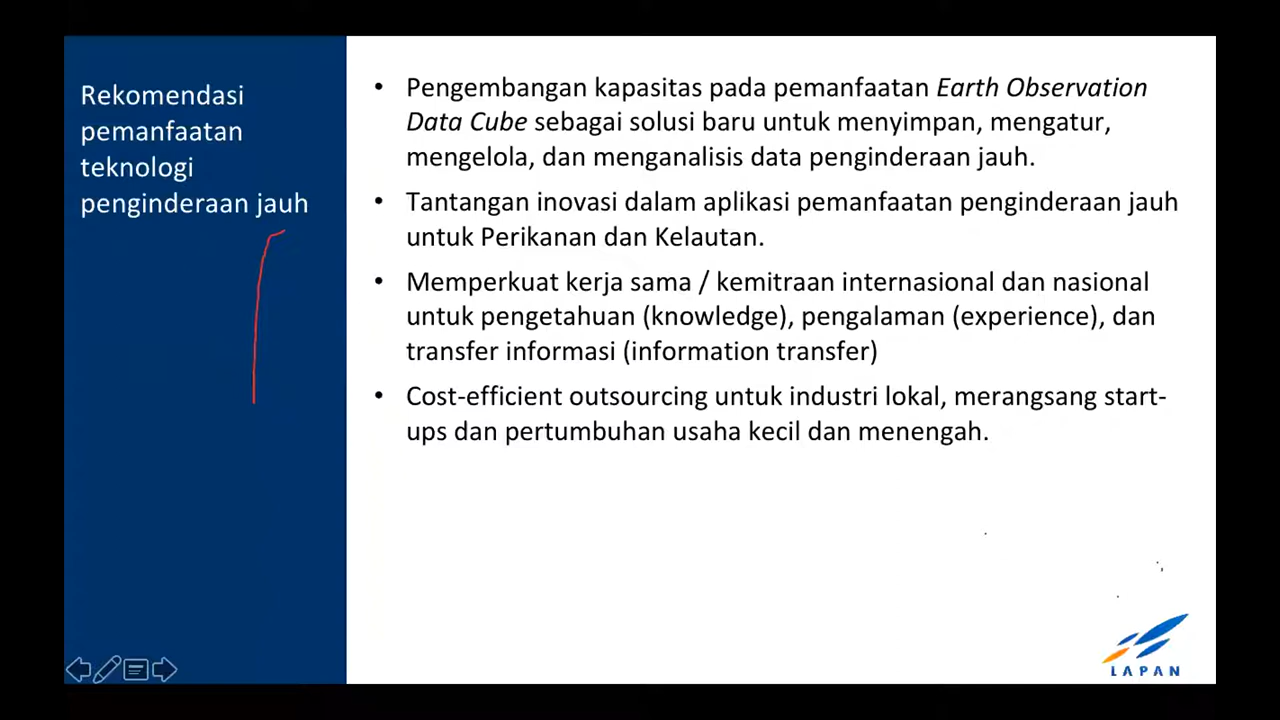 Rekomendasi
pemanfaatan
teknologi
penginderaan jauh
• Pengembangan kapasitas pada pemanfaatan Earth Observation
Data Cube sebagai solusi baru untuk menyimpan, mengatur,
mengelola, dan menganalisis data penginderaan jauh.
• Tantangan inovasi dalam aplikasi pemanfaatan penginderaan jauh
untuk Perikanan dan Kelautan.
• Memperkuat kerja sama / kemitraan internasional dan nasional
untuk pengetahuan (knowledge), pengalaman (experience), dan
transfer informasi (information transfer)
• Cost-efficient outsourcing untuk industri lokal, merangsang start-
ups dan pertumbuhan usaha kecil dan menengah.
LAPAN